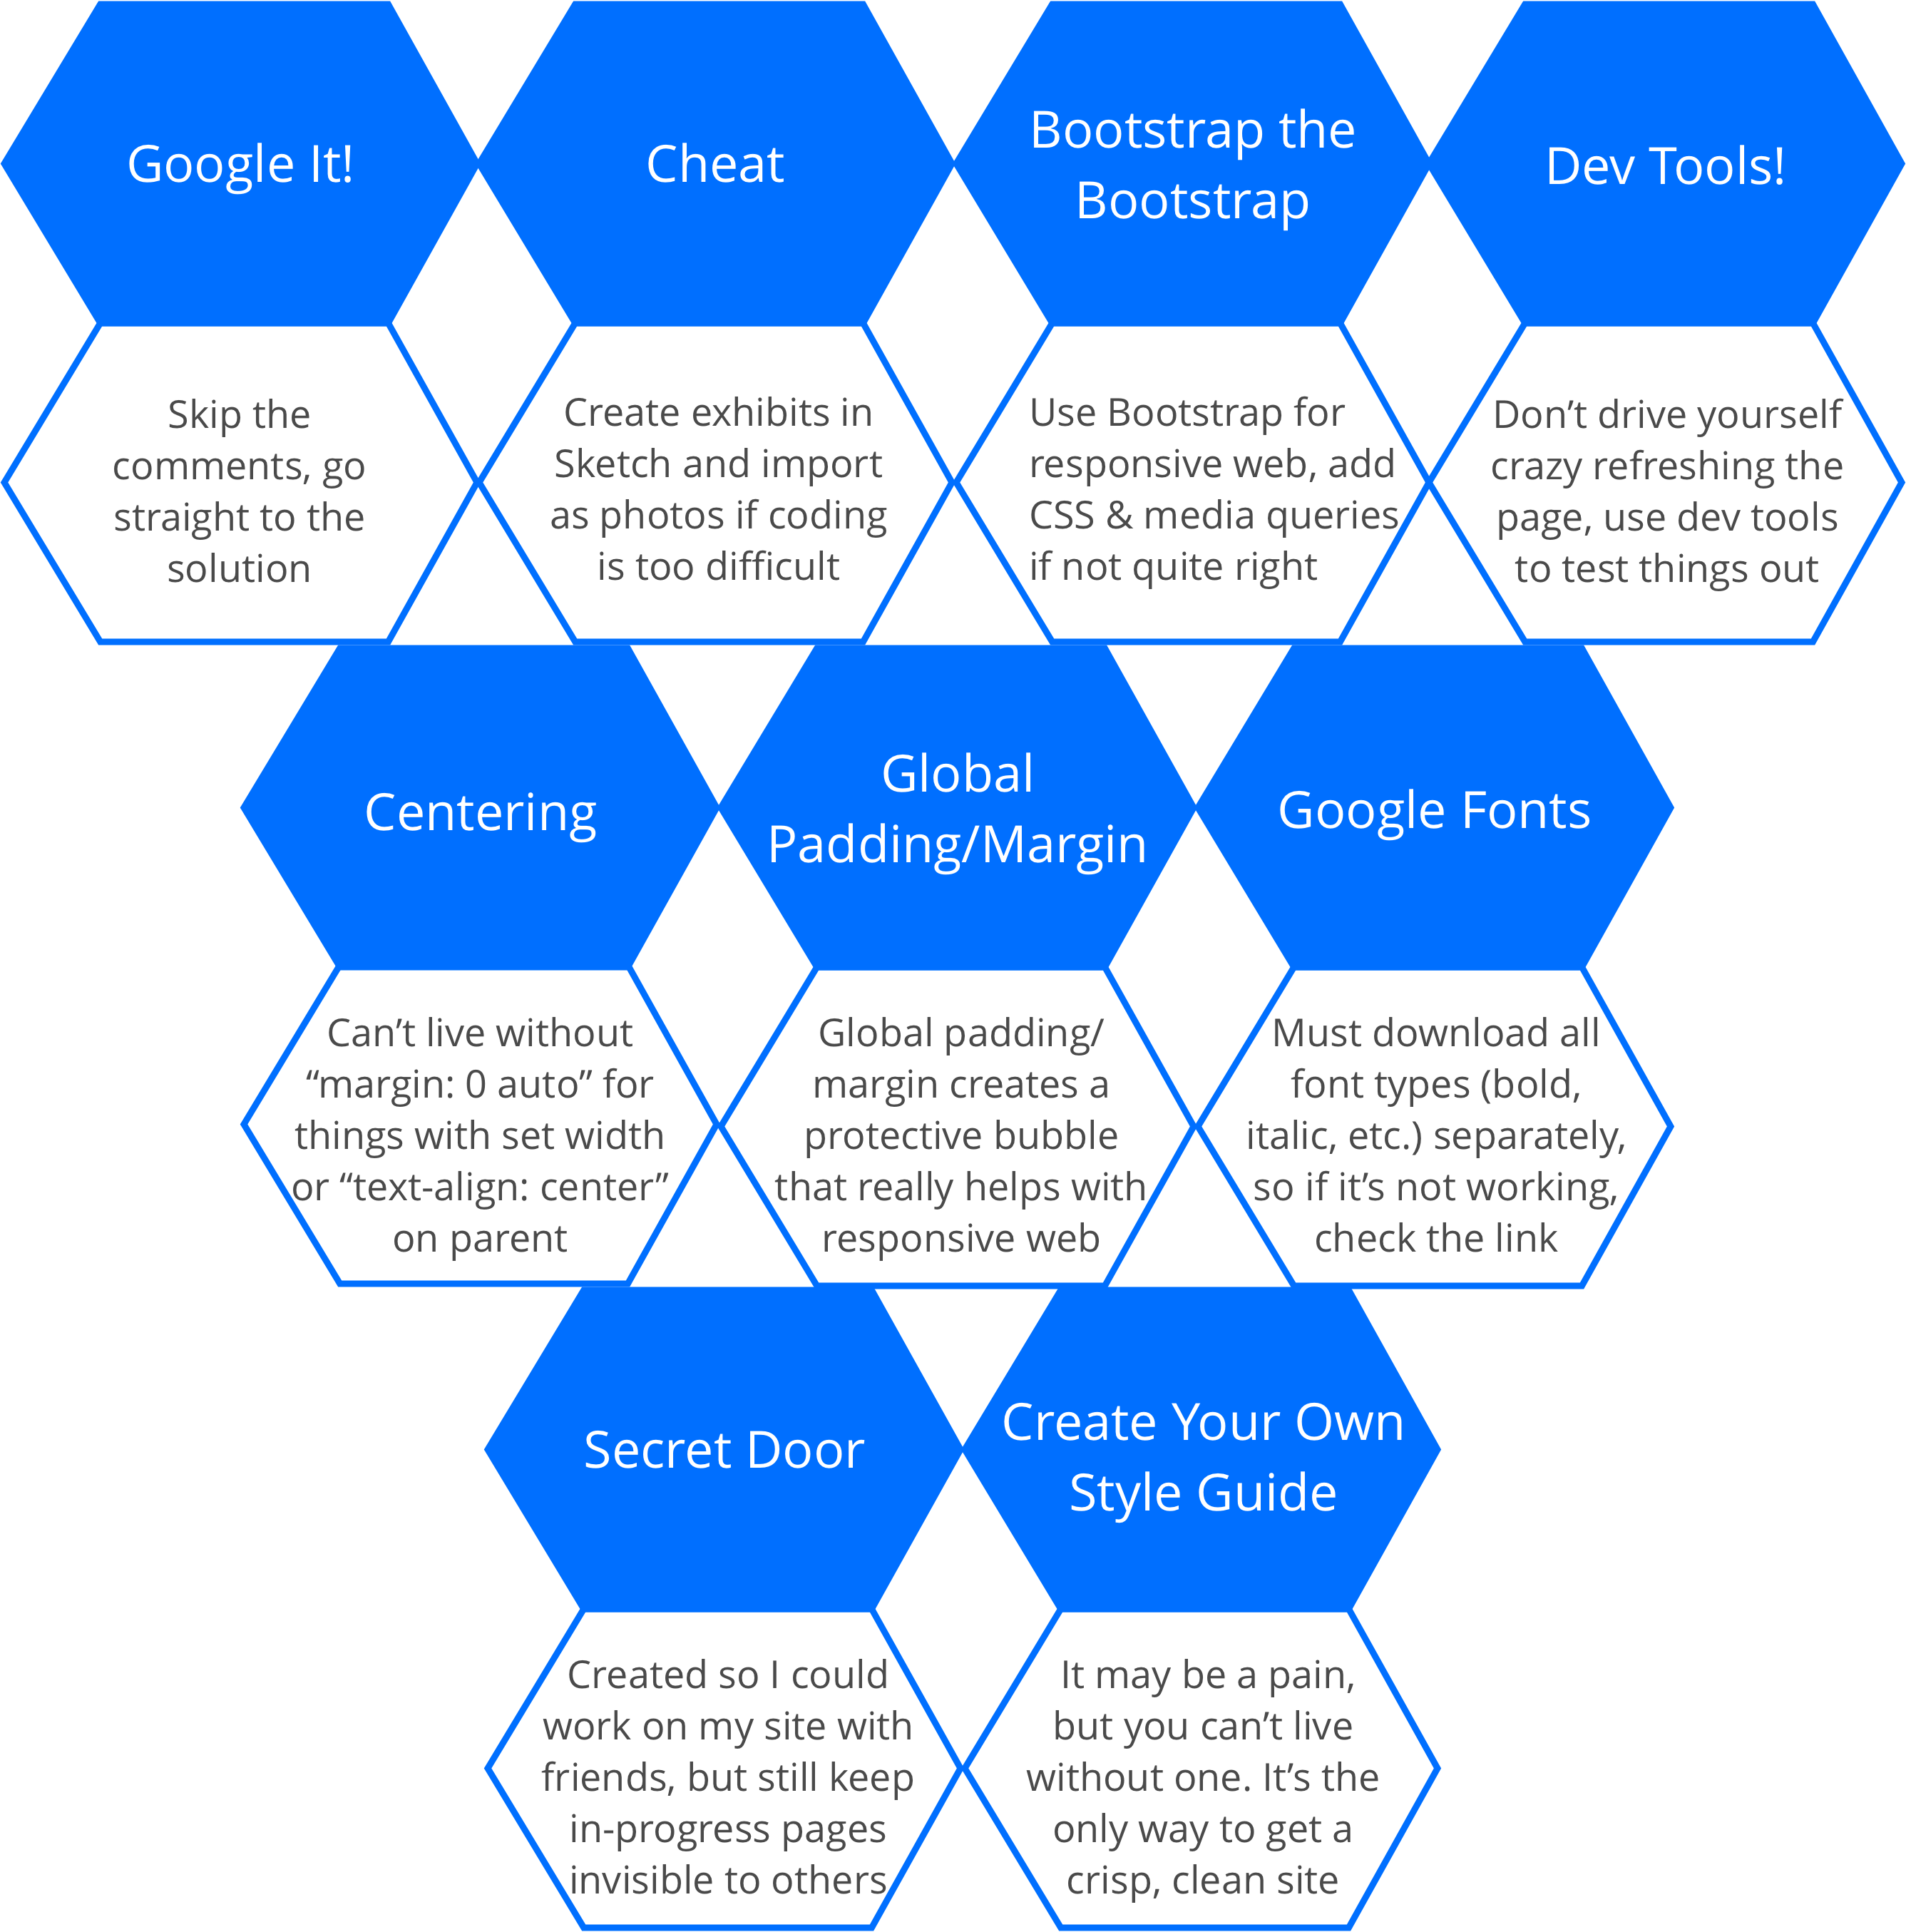 Google It!
Cheat
Bootstrap the
Bootstrap
Dev Tools!
Skip the
comments, go
straight to the
solution
Create exhibits in
Sketch and import
as photos if coding
is too difficult
Use Bootstrap for
responsive web, add
CSS & media queries
if not quite right
Don’t drive yourself
crazy refreshing the
page, use dev tools
to test things out
Centering
Global
Padding/Margin
Google Fonts
Can’t live without
“margin: 0 auto” for
things with set width
or “text-align: center”
on parent
Global padding/
margin creates a
protective bubble
that really helps with
responsive web
Must download all
font types (bold,
italic, etc.) separately,
so if it’s not working,
check the link
Secret Door
Create Your Own
Style Guide
Created so I could
work on my site with
friends, but still keep
in-progress pages
invisible to others
It may be a pain,
but you can’t live
without one. It’s the
only way to get a
crisp, clean site